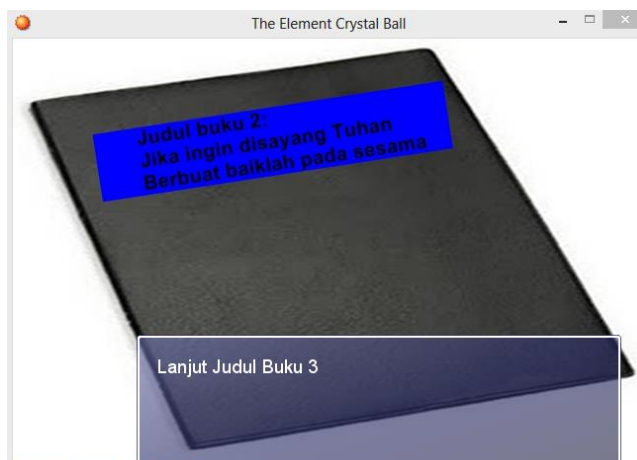 The Element Crystal Ball
Judul buku 2:
Jika ingin disayang Tuhan
Berbuat baiklah pada sesama
Lanjut Judul Buku 3